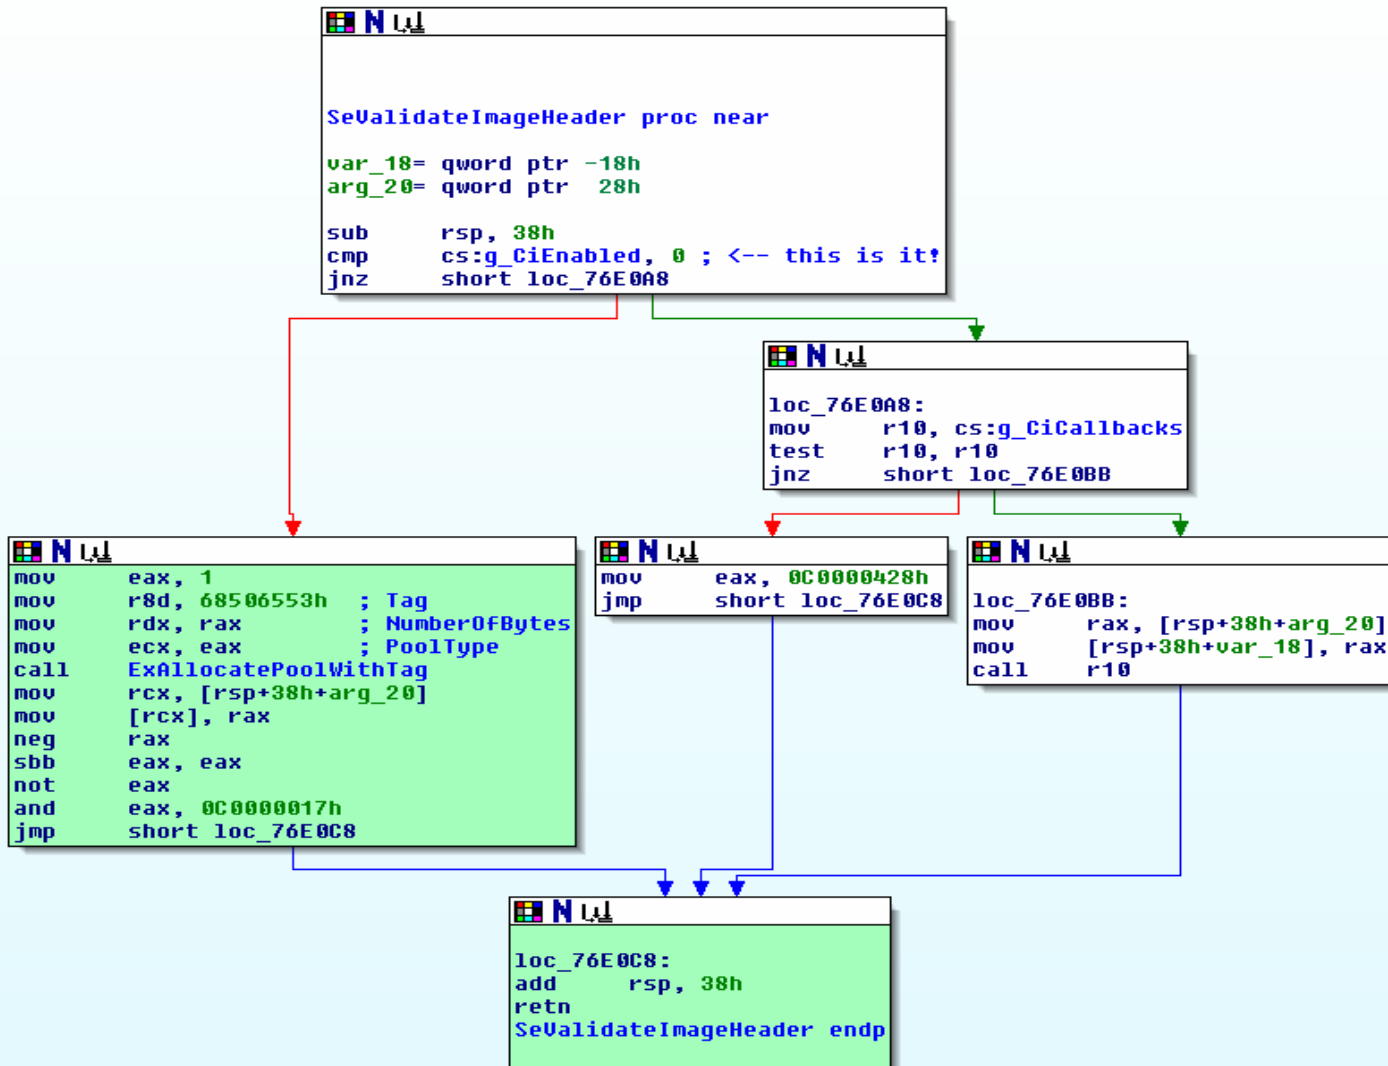 SeValidateImageHeader proc near
var_18= qword ptr -18h
arg_20= qword ptr  28h
sub     rsp, 38h
cmp     cs:g_CiEnabled, 0 ; <-- this is it!
jnz     short loc_76E0A8
loc_76E0A8:
mov     r10, cs:g_CiCallbacks
test    r10, r10
jnz     short loc_76E0BB
mov     eax, 1
mov     r8d, 68506553h  ; Tag
mov     rdx, rax        ; NumberOfBytes
mov     ecx, eax        ; PoolType
call    ExAllocatePoolWithTag
mov     rcx, [rsp+38h+arg_20]
mov     [rcx], rax
neg     rax
sbb     eax, eax
not     eax
and     eax, 0C0000017h
jmp     short loc_76E0C8
mov     eax, 0C0000428h
jmp     short loc_76E0C8
loc_76E0BB:
mov     rax, [rsp+38h+arg_20]
mov     [rsp+38h+var_18], rax
call    r10
loc_76E0C8:
add     rsp, 38h
retn
SeValidateImageHeader endp